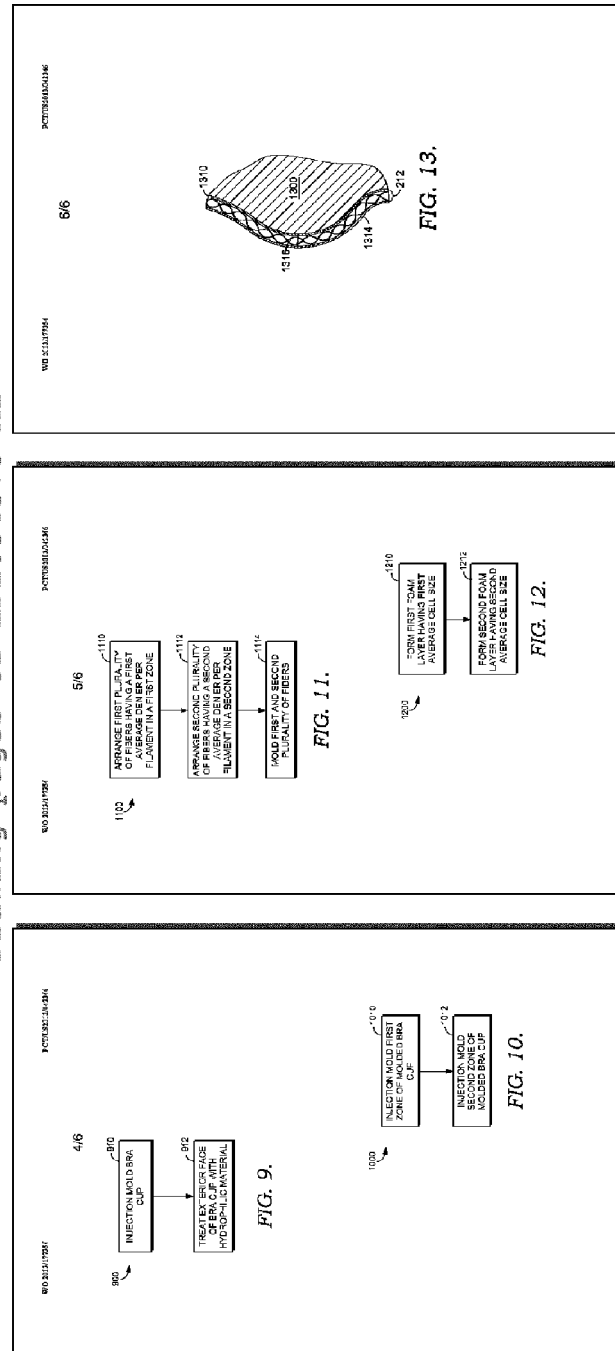 6/6
1310
1300
1316
1314
212
FIG. 13.
5/6
1100
1110
ARRANGE FIRST PLURALITY
OF FIBERS HAVING A FIRST
AVERAGE DENIER PER
FILAMENT IN A FIRST ZONE
1112
ARRANGE SECOND PLURALITY
OF FIBERS HAVING A SECOND
AVERAGE DENIER PER
FILAMENT IN A SECOND ZONE
1114
MOLD FIRST AND SECOND
PLURALITY OF FIBERS
FIG. 11.
1200
1210
FORM FIRST FOAM
LAYER HAVING FIRST
AVERAGE CELL SIZE
1212
FORM SECOND FOAM
LAYER HAVING SECOND
AVERAGE CELL SIZE
FIG. 12.
4/6
900
910
INJECTION MOLD BRA
CUP
912
TREAT EXTERIOR FACE
OF BRA CUP WITH
HYDROPHILIC MATERIAL
FIG. 9.
1000
1010
INJECTION MOLD FIRST
ZONE OF MOLDED BRA
CUP
1012
INJECTION MOLD
SECOND ZONE OF
MOLDED BRA CUP
FIG. 10.